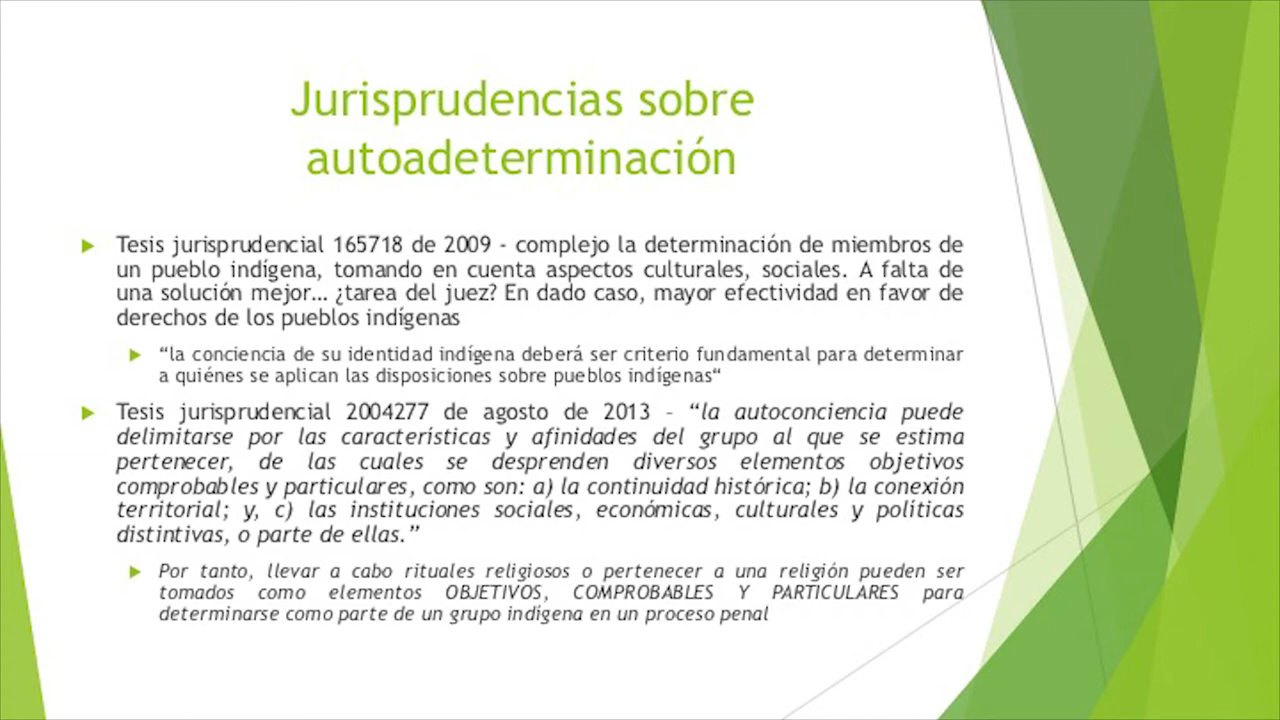 Jurisprudencias sobre
autoadeterminación
Tesis jurisprudencial 165718 de 2009 - complejo la determinación de miembros de
un pueblo indígena, tomando en cuenta aspectos culturales, sociales. A falta de
una solución mejor… ¿tarea del juez? En dado caso, mayor efectividad en favor de
derechos de los pueblos indígenas
“la conciencia de su identidad indígena deberá ser criterio fundamental para determinar
a quiénes se aplican las disposiciones sobre pueblos indígenas“
Tesis jurisprudencial 2004277 de agosto de 2013 – “la autoconciencia puede
delimitarse por las características y afinidades del grupo al que se estima
pertenecer, de las cuales se desprenden diversos elementos objetivos
comprobables y particulares, como son: a) la continuidad histórica; b) la conexión
territorial; y, c) las instituciones sociales, económicas, culturales y políticas
distintivas, o parte de ellas.”
Por tanto, llevar a cabo rituales religiosos o pertenecer a una religión pueden ser
tomados como elementos OBJETIVOS, COMPROBABLES Y PARTICULARES para
determinarse como parte de un grupo indígena en un proceso penal